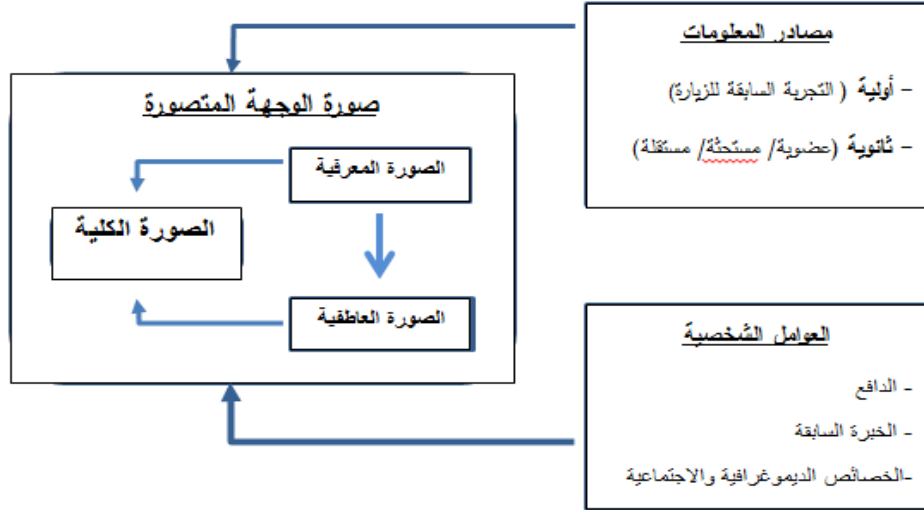 مصادر المعلومات
- أولية ( التجربة السابقة للزيارة)
- ثانوية (عضوية/ مستحثة/ مستقلة)
صورة الوجهة المتصورة
الصورة المعرفية
الصورة الكلية
الصورة العاطفية
العوامل الشخصية
- الدافع
- الخبرة السابقة
-الخصائص الديموغرافية والاجتماعية